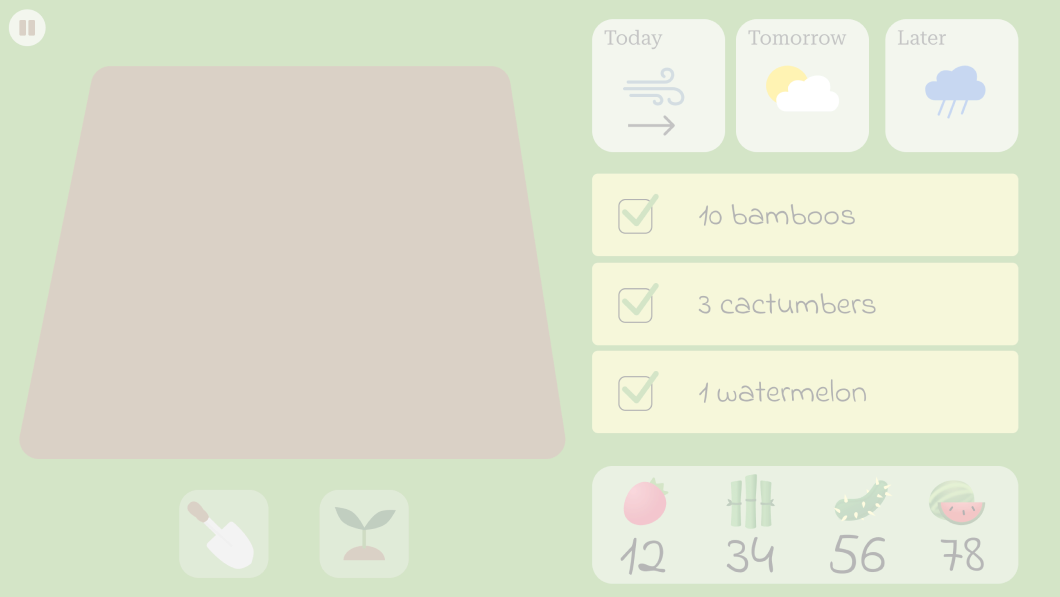 Today
Tomorrow
Later
10 bamboos
3 cactumbers
1 watermelon
12
34
56
78